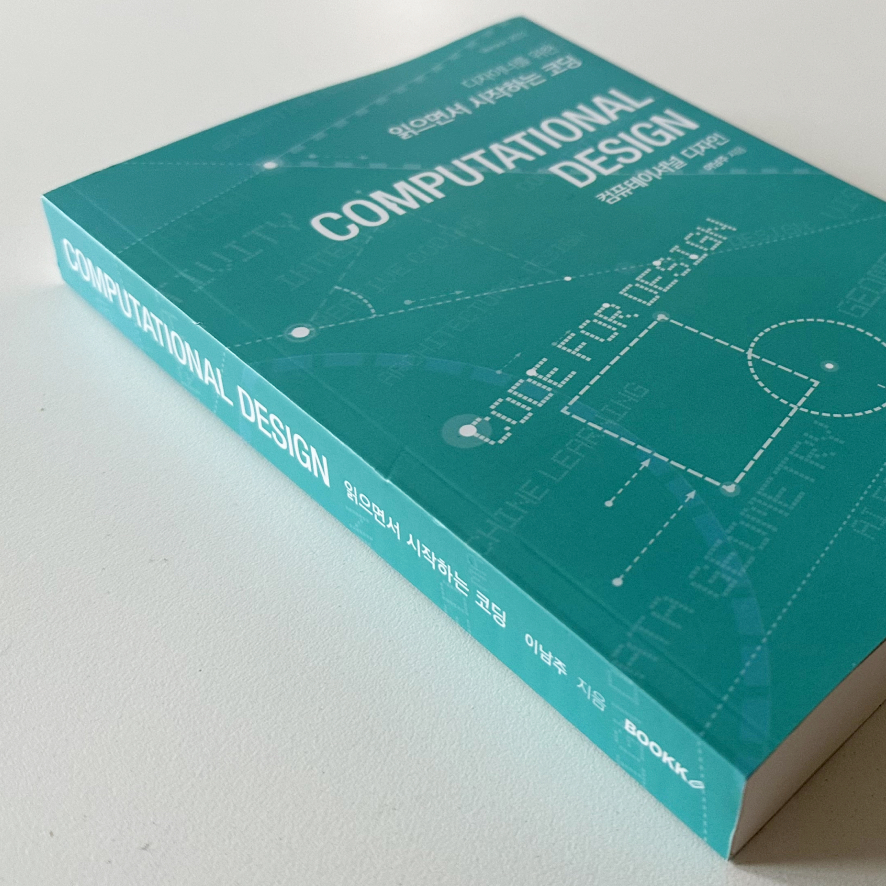 디자이너를 위한
읽으면서 시작하는 코딩
COMPUTATIONAL
DESIGN
컴퓨테이셔널 디자인
이남주 지음
CODE FOR DESIGN
MACHINE LEARNING
DATA GEOMETRY
COMPUTATIONAL DESIGN 읽으면서 시작하는 코딩 이남주 지음 BOOKK